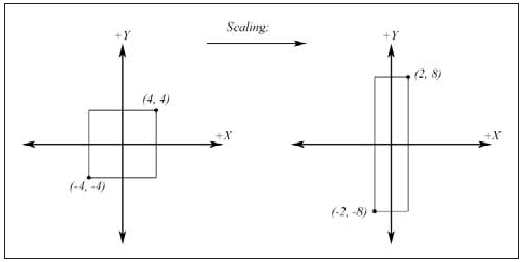 Scaling:
+Y
+Y
(4, 4)
(2, 8)
+X
+X
(-4, -4)
(-2, -8)